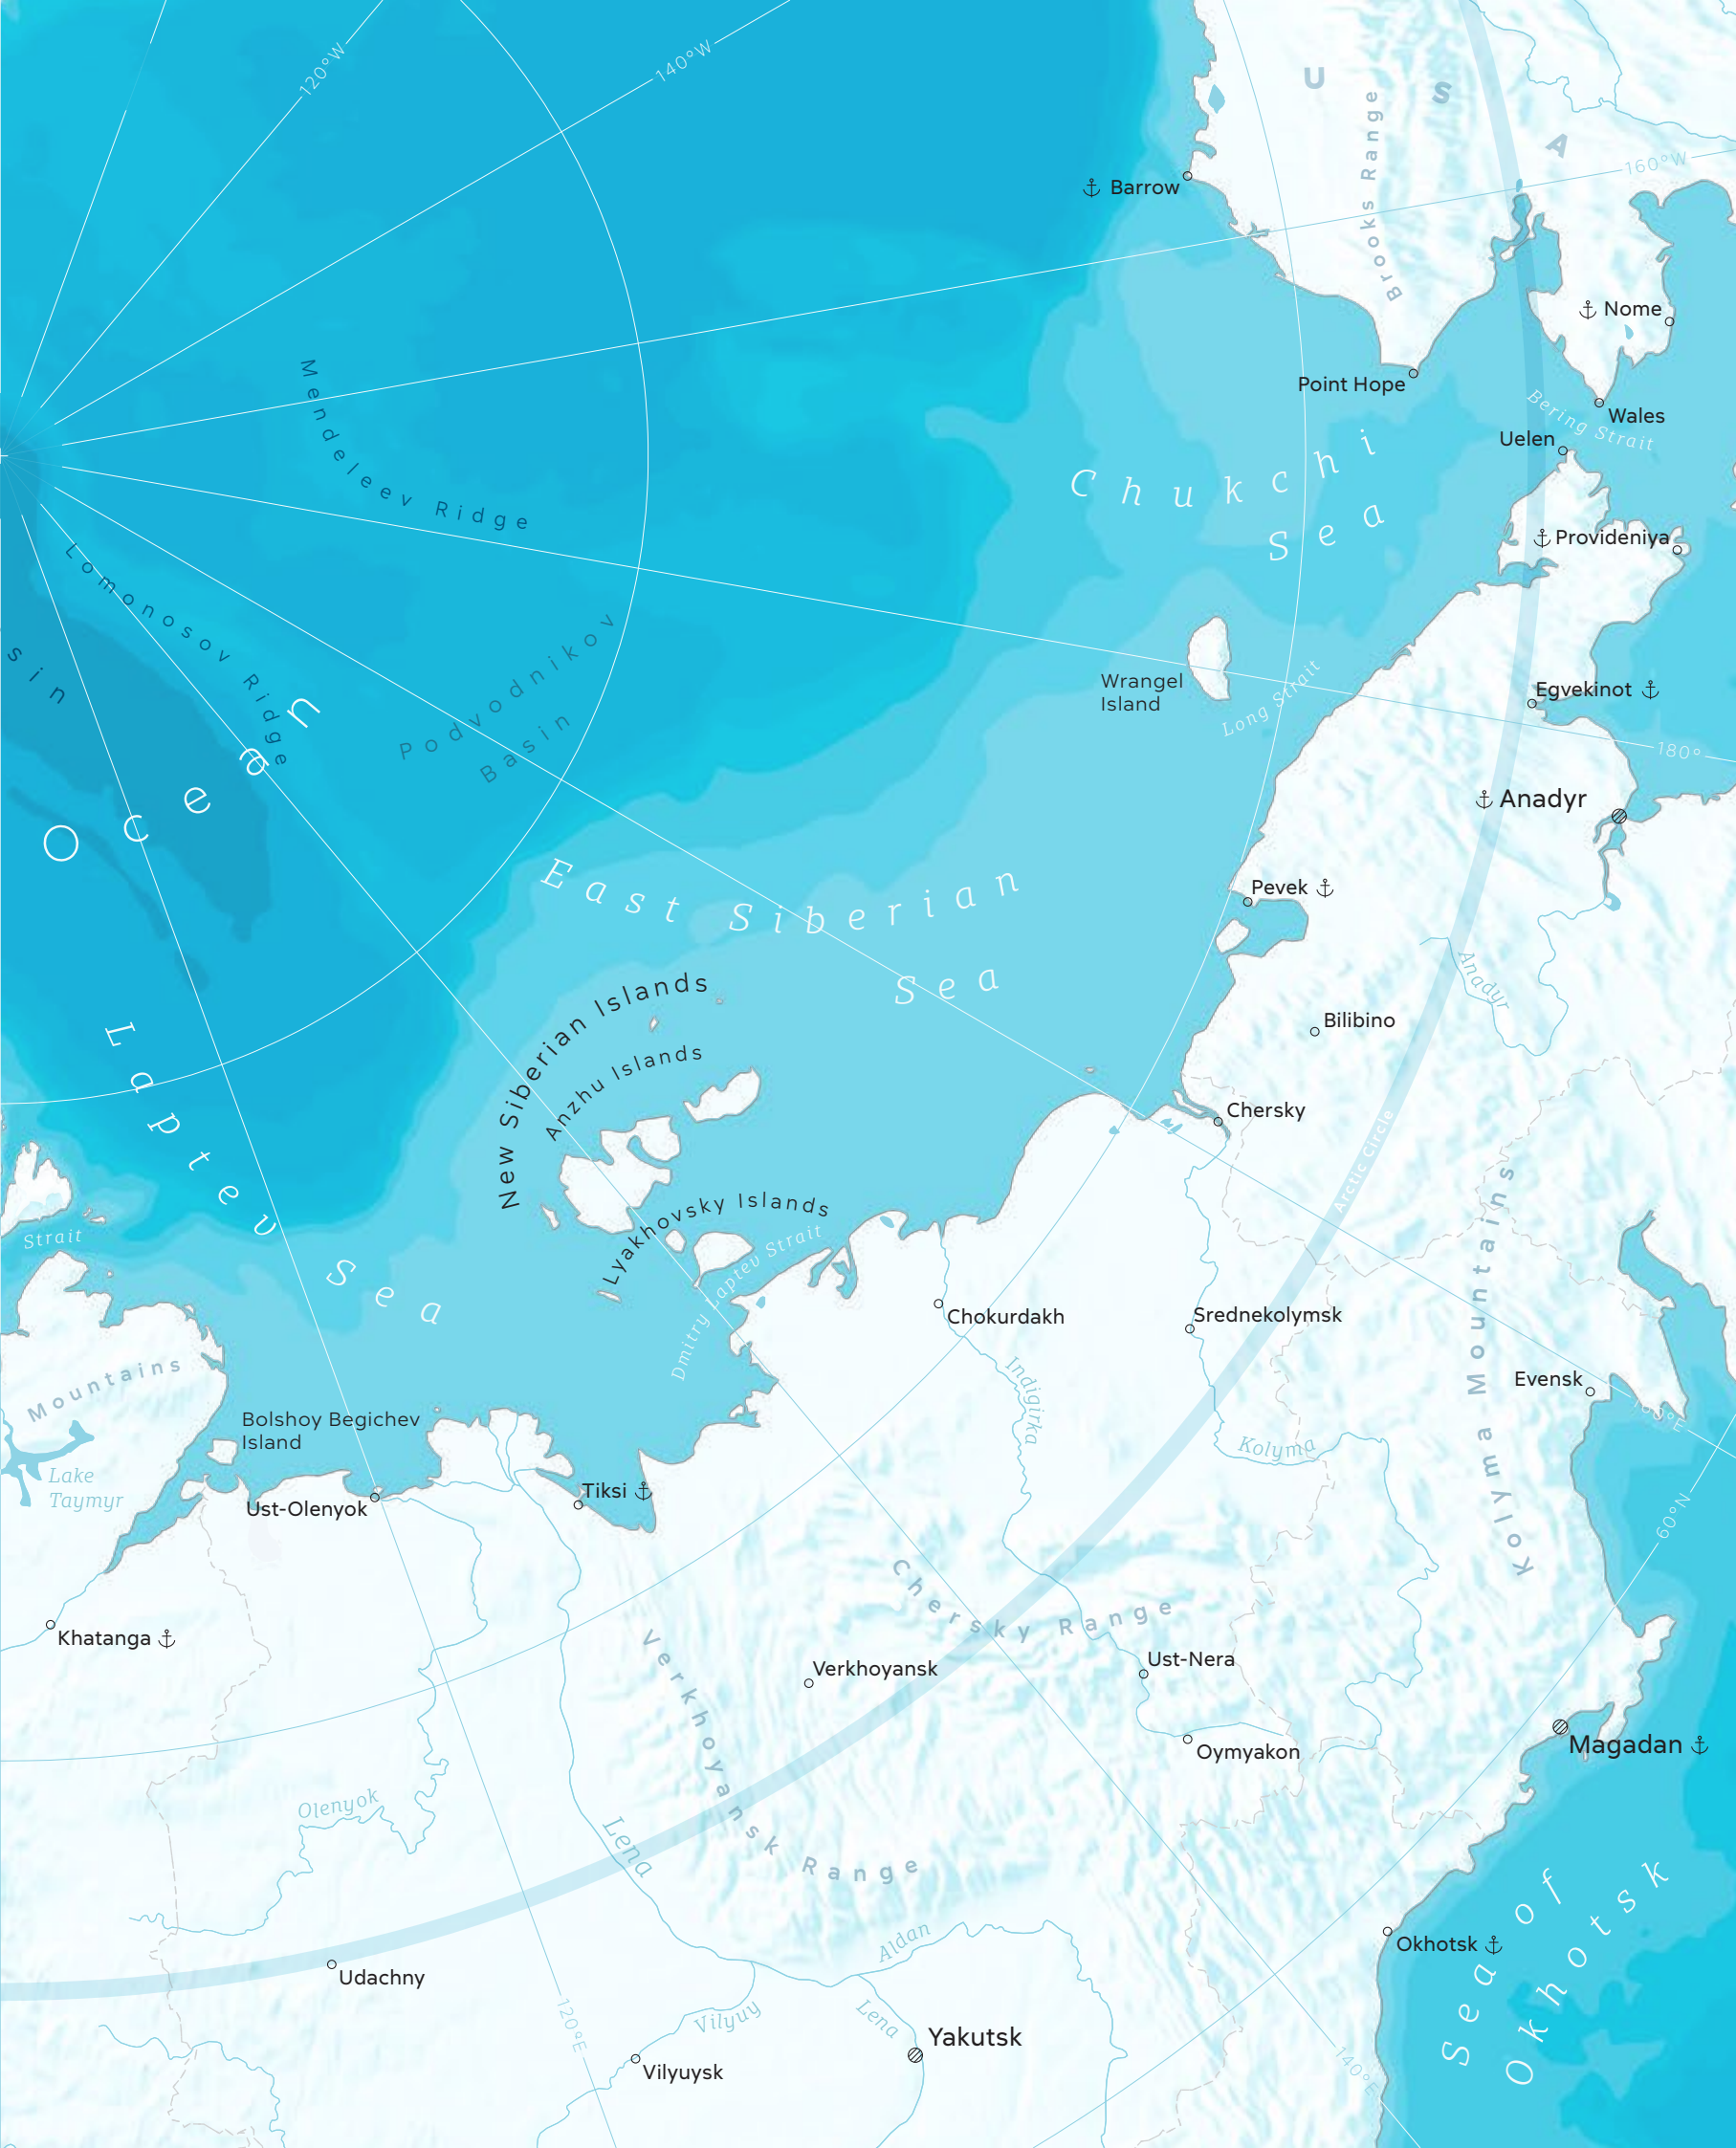 120°W
140°W
U S A
Brooks Range
160°W
⚓ Barrow
⚓ Nome
Mendeleev Ridge
Point Hope
Wales
Bering Strait
Uelen
Chukchi
Sea
⚓ Provideniya
Lomonosov Ridge
sin
Podvodnikov
Basin
Wrangel
Island
Long Strait
Egvekinot ⚓
180°
Ocean
⚓ Anadyr
East Siberian
Sea
Pevek ⚓
Anadyr
New Siberian Islands
Anzhu Islands
Bilibino
Laptev Sea
Chersky
Arctic Circle
Lyakhovsky Islands
Strait
Dmitry Laptev Strait
Chokurdakh
Srednekolymsk
Kolyma Mountains
Mountains
Indigirka
Evensk
160°E
Bolshoy Begichev
Island
Kolyma
Lake
Taymyr
Tiksi ⚓
Ust-Olenyok
60°N
Chersky Range
Khatanga ⚓
Verkhoyansk Range
Verkhoyansk
Ust-Nera
Oymyakon
Magadan ⚓
Olenyok
Lena
Sea of
Okhotsk
Aldan
Okhotsk ⚓
Udachny
120°E
Vilyuy
Lena
Yakutsk
140°E
Vilyuysk